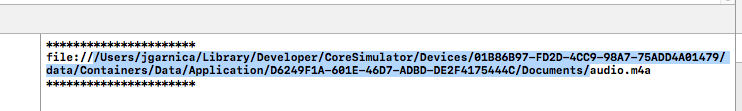 **********************
file:///Users/jgarnica/Library/Developer/CoreSimulator/Devices/01B86B97-FD2D-4CC9-98A7-75ADD4A01479/
data/Containers/Data/Application/D6249F1A-601E-46D7-ADBD-DE2F4175444C/Documents/audio.m4a
**********************